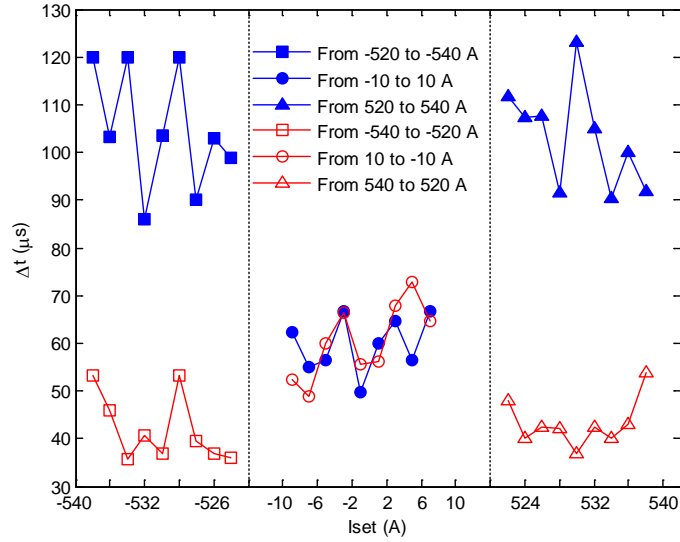 130
120
110
100
90
80
70
60
50
40
30
Δt (μs)
From -520 to -540 A
From -10 to 10 A
From 520 to 540 A
From -540 to -520 A
From 10 to -10 A
From 540 to 520 A
-540 -532 -526 -10 -6 -2 2 6 10 524 532 540
Iset (A)